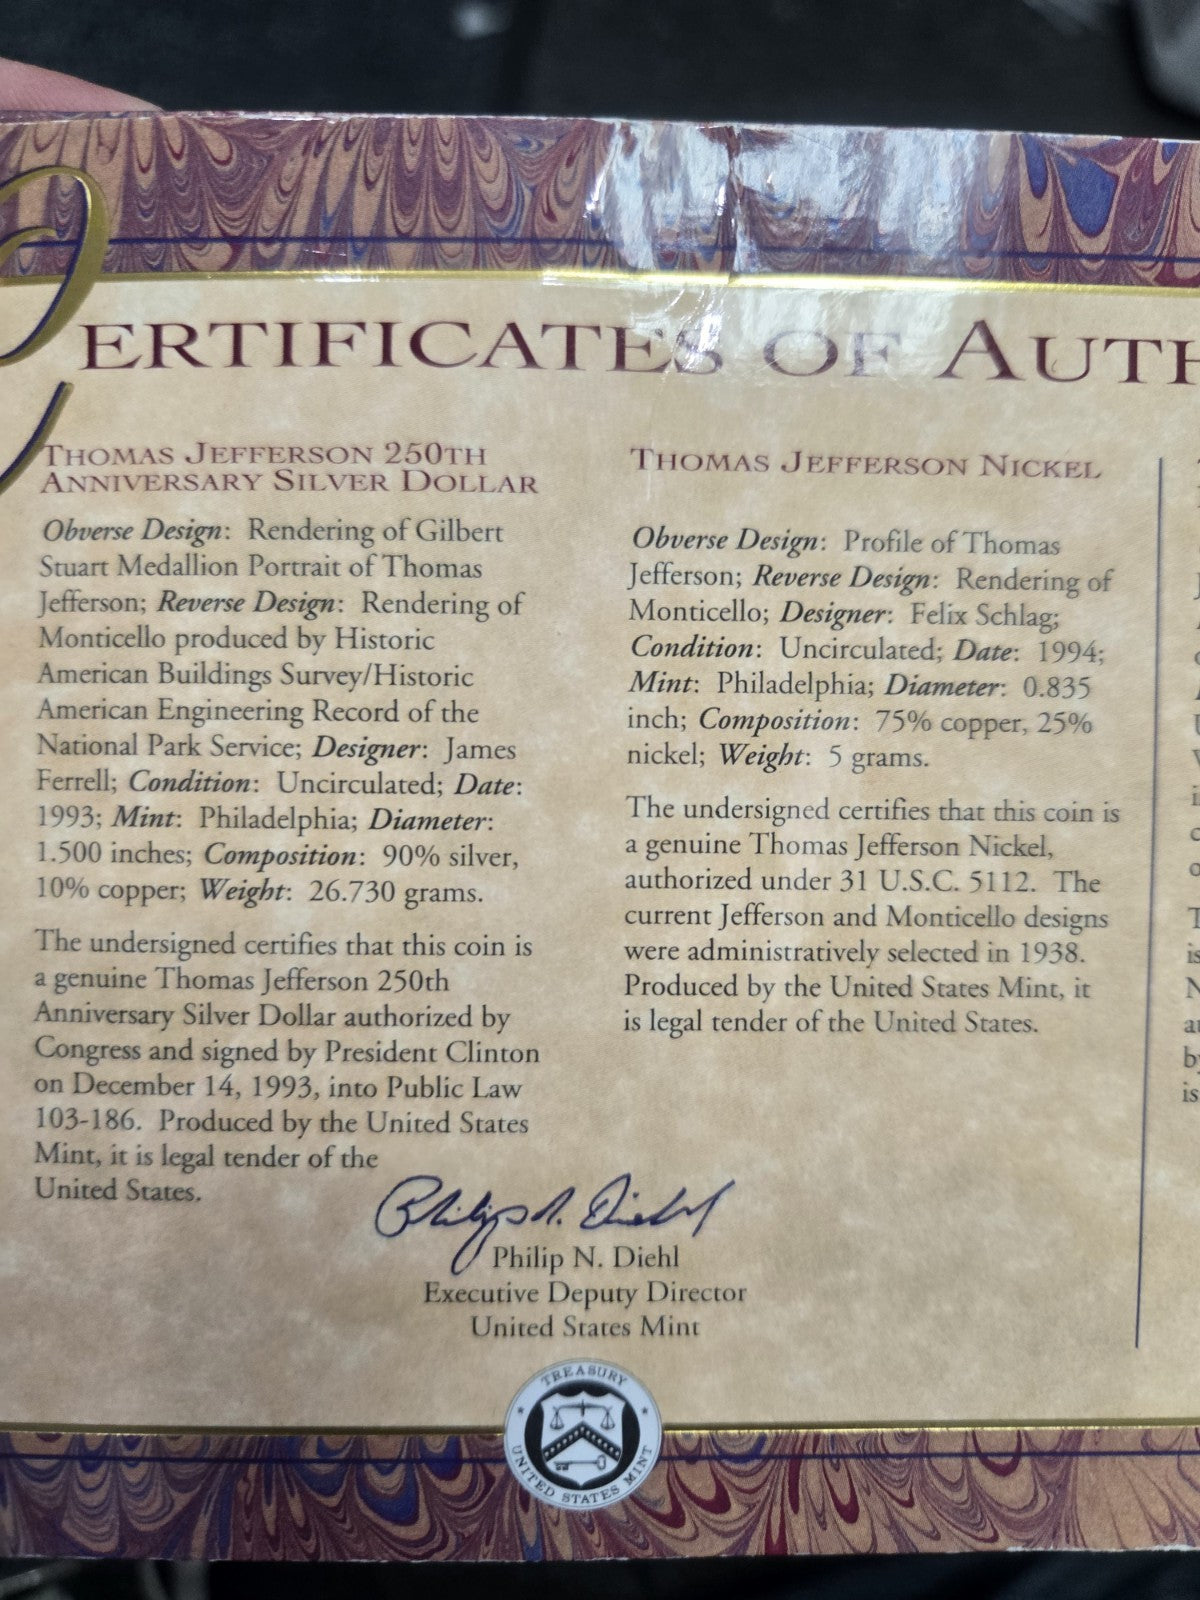 CERTIFICATES OF AUTH
THOMAS JEFFERSON 250TH
ANNIVERSARY SILVER DOLLAR
Obverse Design: Rendering of Gilbert
Stuart Medallion Portrait of Thomas
Jefferson; Reverse Design: Rendering of
Monticello produced by Historic
American Buildings Survey/Historic
American Engineering Record of the
National Park Service; Designer: James
Ferrell; Condition: Uncirculated; Date:
1993; Mint: Philadelphia; Diameter:
1.500 inches; Composition: 90% silver,
10% copper; Weight: 26.730 grams.
The undersigned certifies that this coin is
a genuine Thomas Jefferson 250th
Anniversary Silver Dollar authorized by
Congress and signed by President Clinton
on December 14, 1993, into Public Law
103-186. Produced by the United States
Mint, it is legal tender of the
United States.
THOMAS JEFFERSON NICKEL
Obverse Design: Profile of Thomas
Jefferson; Reverse Design: Rendering of
Monticello; Designer: Felix Schlag;
Condition: Uncirculated; Date: 1994;
Mint: Philadelphia; Diameter: 0.835
inch; Composition: 75% copper, 25%
nickel; Weight: 5 grams.
The undersigned certifies that this coin is
a genuine Thomas Jefferson Nickel,
authorized under 31 U.S.C. 5112. The
current Jefferson and Monticello designs
were administratively selected in 1938.
Produced by the United States Mint, it
is legal tender of the United States.
Philip N. Diehl
Philip N. Diehl
Executive Deputy Director
United States Mint
TREASURY
UNITED STATES MINT